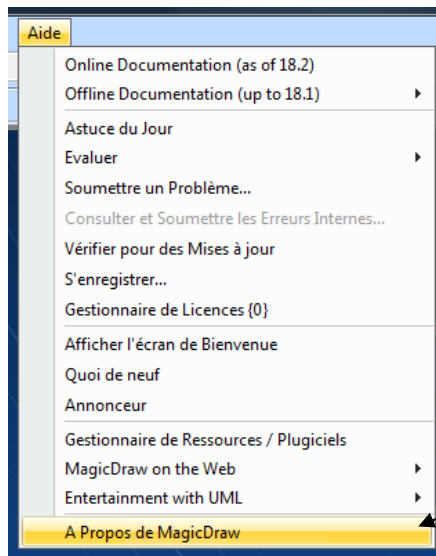 Aide
Online Documentation (as of 18.2)
Offline Documentation (up to 18.1)
Astuce du Jour
Evaluer
Soumettre un Problème...
Consulter et Soumettre les Erreurs Internes...
Vérifier pour des Mises à jour
S'enregistrer...
Gestionnaire de Licences {0}
Afficher l'écran de Bienvenue
Quoi de neuf
Annonceur
Gestionnaire de Ressources / Plugiciels
MagicDraw on the Web
Entertainment with UML
A Propos de MagicDraw